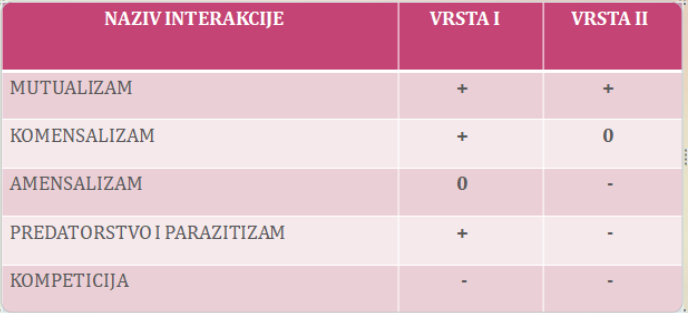 NAZIV INTERAKCIJE VRSTA I VRSTA II
MUTUALIZAM + +
KOMENSALIZAM + 0
AMENSALIZAM 0 -
PREDATORSTVO I PARAZITIZAM + -
KOMPETICIJA - -